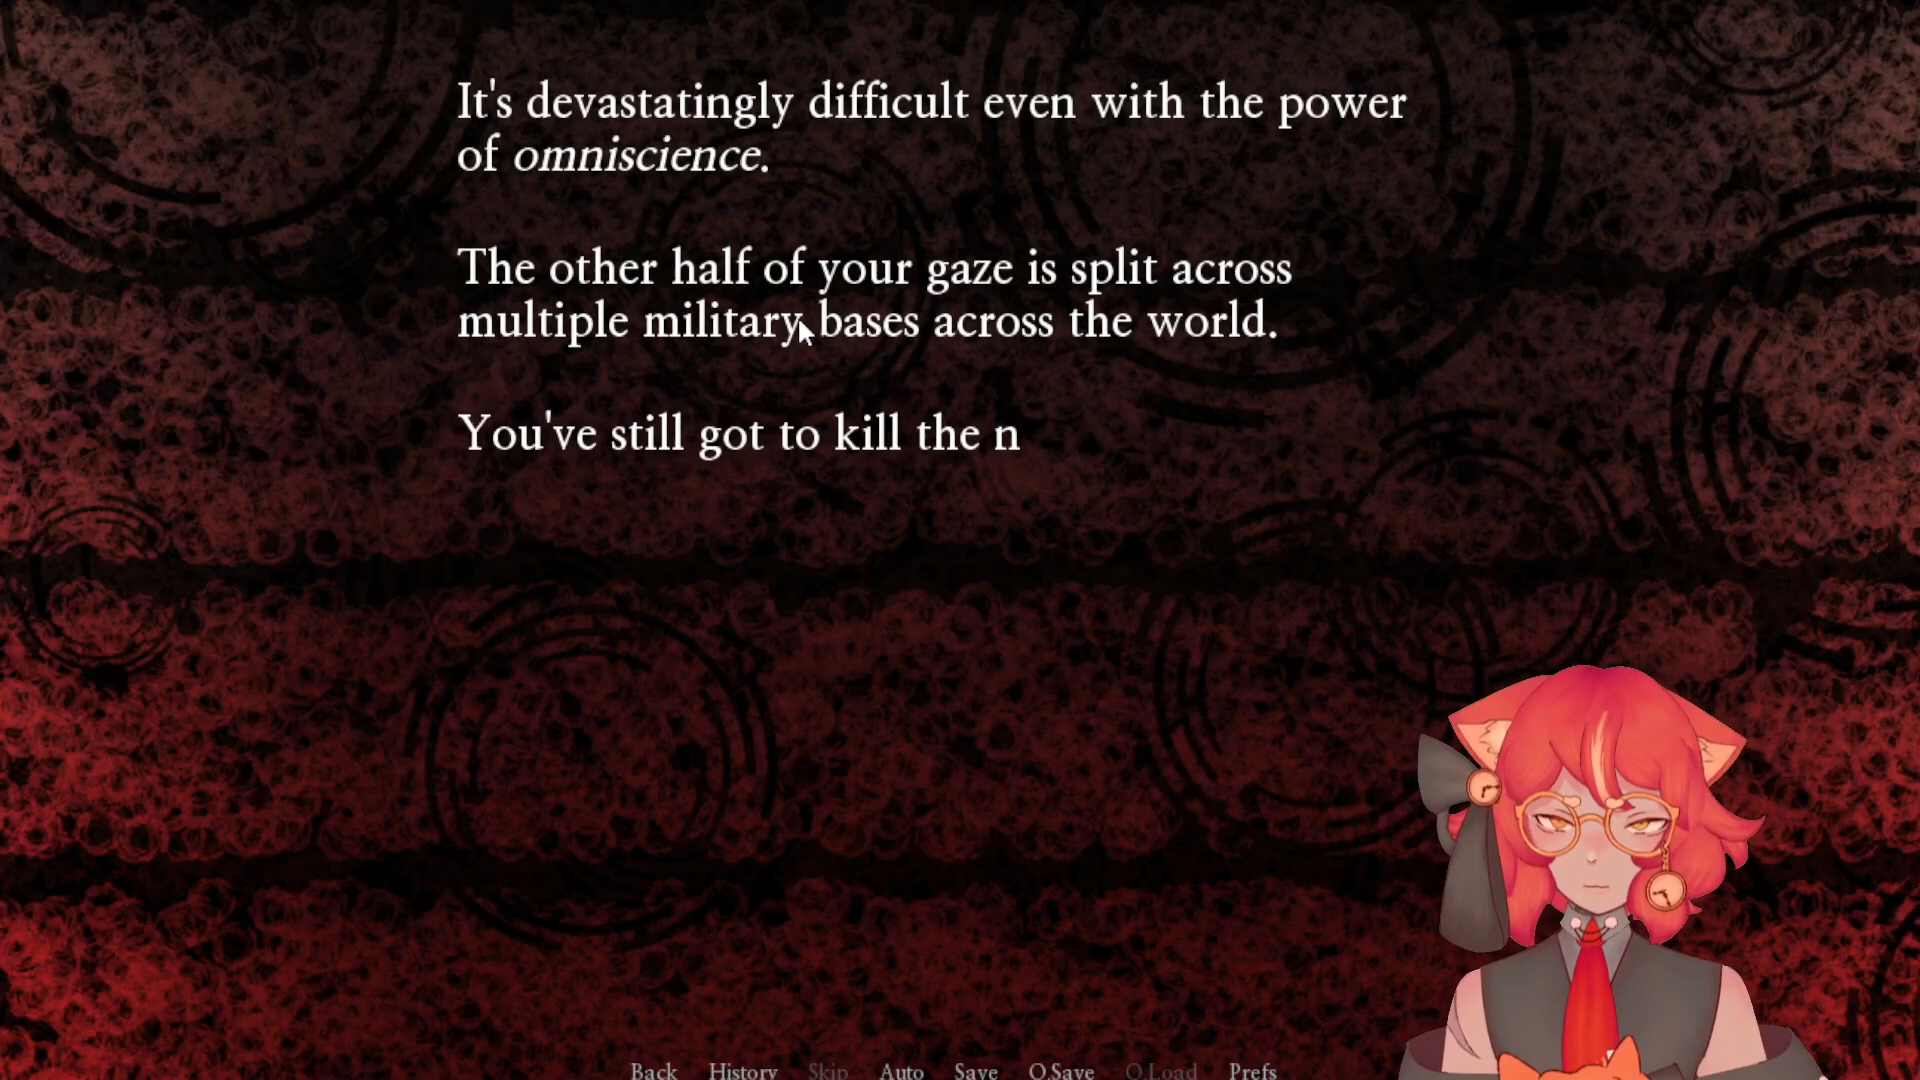 It's devastatingly difficult even with the power
of omniscience.
The other half of your gaze is split across
multiple military bases across the world.
You've still got to kill the n
Back History Skip Auto Save Q.Save Q.Load Prefs